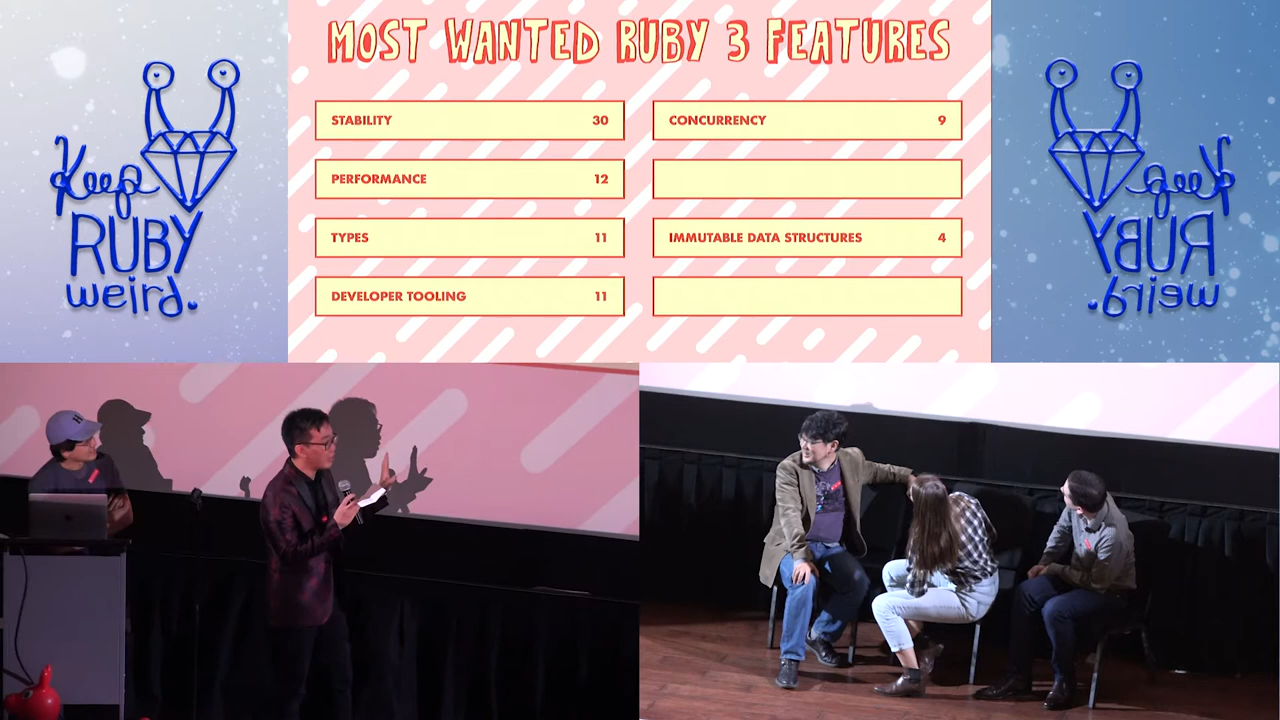 MOST WANTED RUBY 3 FEATURES
STABILITY 30
PERFORMANCE 12
TYPES 11
DEVELOPER TOOLING 11
CONCURRENCY 9
IMMUTABLE DATA STRUCTURES 4
Keep
RUBY
weird.
Keep
RUBY
weird.